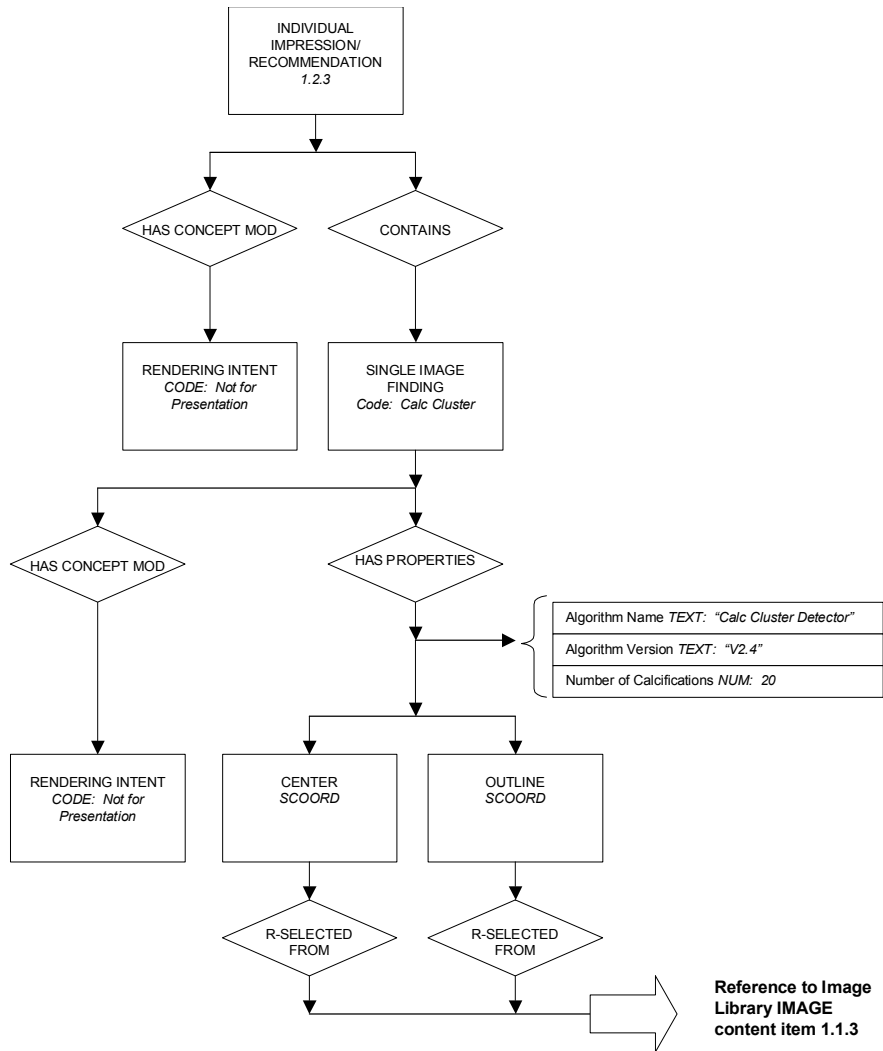 INDIVIDUAL
IMPRESSION/
RECOMMENDATION
1.2.3
HAS CONCEPT MOD
CONTAINS
RENDERING INTENT
CODE: Not for
Presentation
SINGLE IMAGE
FINDING
Code: Calc Cluster
HAS CONCEPT MOD
HAS PROPERTIES
Algorithm Name TEXT: “Calc Cluster Detector”
Algorithm Version TEXT: “V2.4”
Number of Calcifications NUM: 20
RENDERING INTENT
CODE: Not for
Presentation
CENTER
SCOORD
OUTLINE
SCOORD
R-SELECTED
FROM
R-SELECTED
FROM
Reference to Image
Library IMAGE
content item 1.1.3